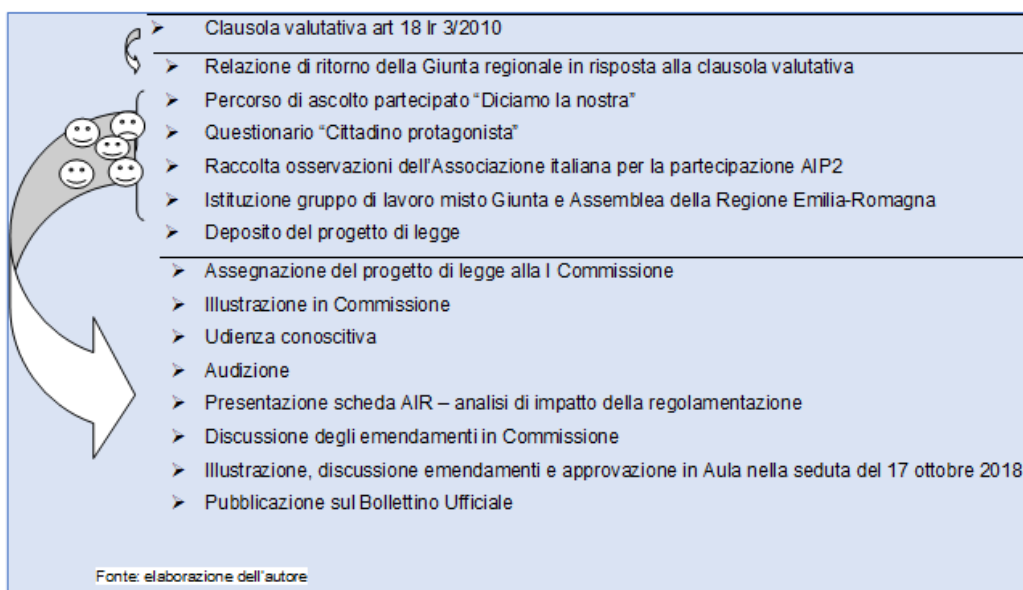 ➤ Clausola valutativa art 18 lr 3/2010
➤ Relazione di ritorno della Giunta regionale in risposta alla clausola valutativa
➤ Percorso di ascolto partecipato “Diciamo la nostra”
➤ Questionario “Cittadino protagonista”
➤ Raccolta osservazioni dell’Associazione italiana per la partecipazione AIP2
➤ Istituzione gruppo di lavoro misto Giunta e Assemblea della Regione Emilia-Romagna
➤ Deposito del progetto di legge
➤ Assegnazione del progetto di legge alla I Commissione
➤ Illustrazione in Commissione
➤ Udienza conoscitiva
➤ Audizione
➤ Presentazione scheda AIR – analisi di impatto della regolamentazione
➤ Discussione degli emendamenti in Commissione
➤ Illustrazione, discussione emendamenti e approvazione in Aula nella seduta del 17 ottobre 2018
➤ Pubblicazione sul Bollettino Ufficiale
Fonte: elaborazione dell’autore